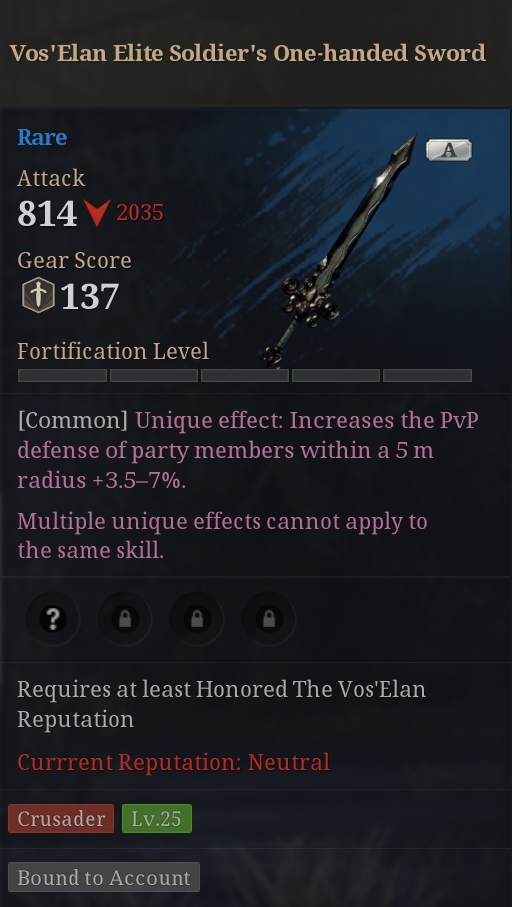 Vos'Elan Elite Soldier's One-handed Sword
Rare
A
Attack
814 2035
Gear Score
137
Fortification Level
[Common] Unique effect: Increases the PvP
defense of party members within a 5 m
radius +3.5–7%.
Multiple unique effects cannot apply to
the same skill.
?
Requires at least Honored The Vos'Elan
Reputation
Currrent Reputation: Neutral
Crusader Lv.25
Bound to Account